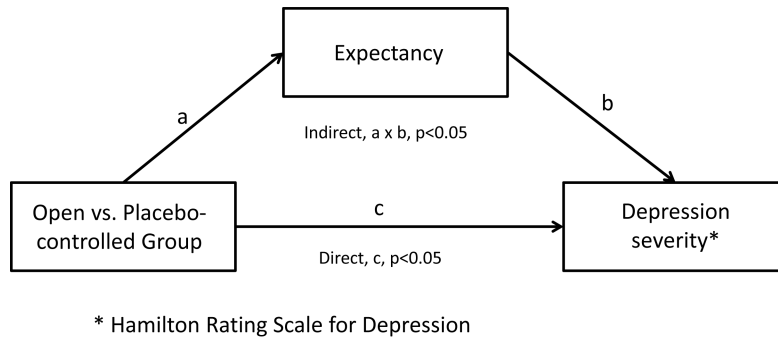 Expectancy
a
b
Indirect, a x b, p<0.05
Open vs. Placebo-
controlled Group
c
Depression
severity*
Direct, c, p<0.05
* Hamilton Rating Scale for Depression